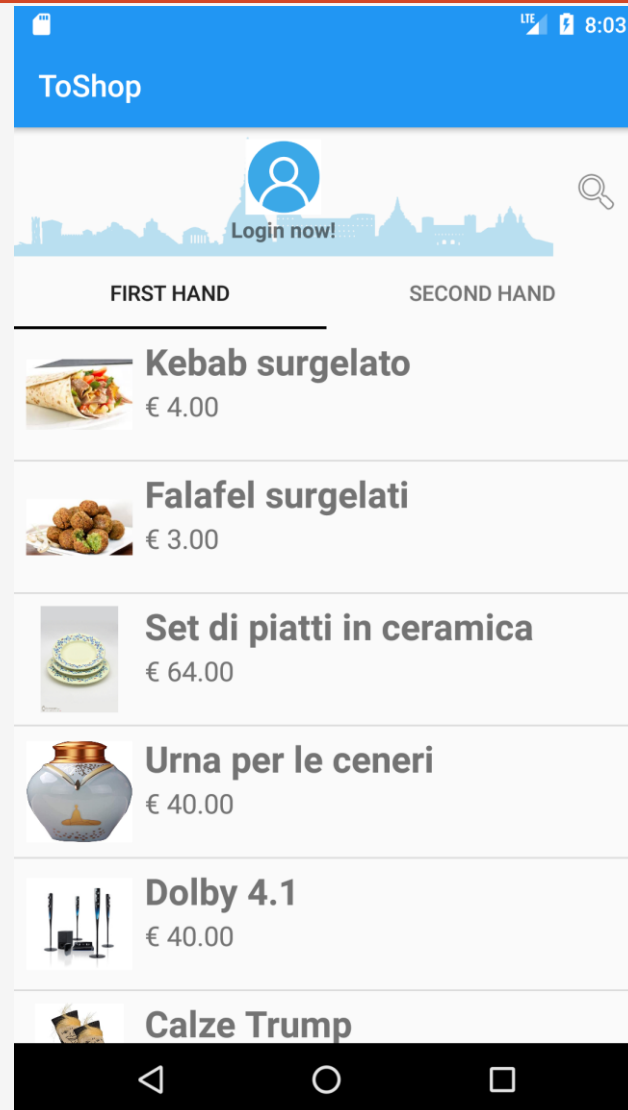 LTE 8:03
ToShop
Login now!
FIRST HAND SECOND HAND
Kebab surgelato
€ 4.00
Falafel surgelati
€ 3.00
Set di piatti in ceramica
€ 64.00
Urna per le ceneri
€ 40.00
Dolby 4.1
€ 40.00
Calze Trump